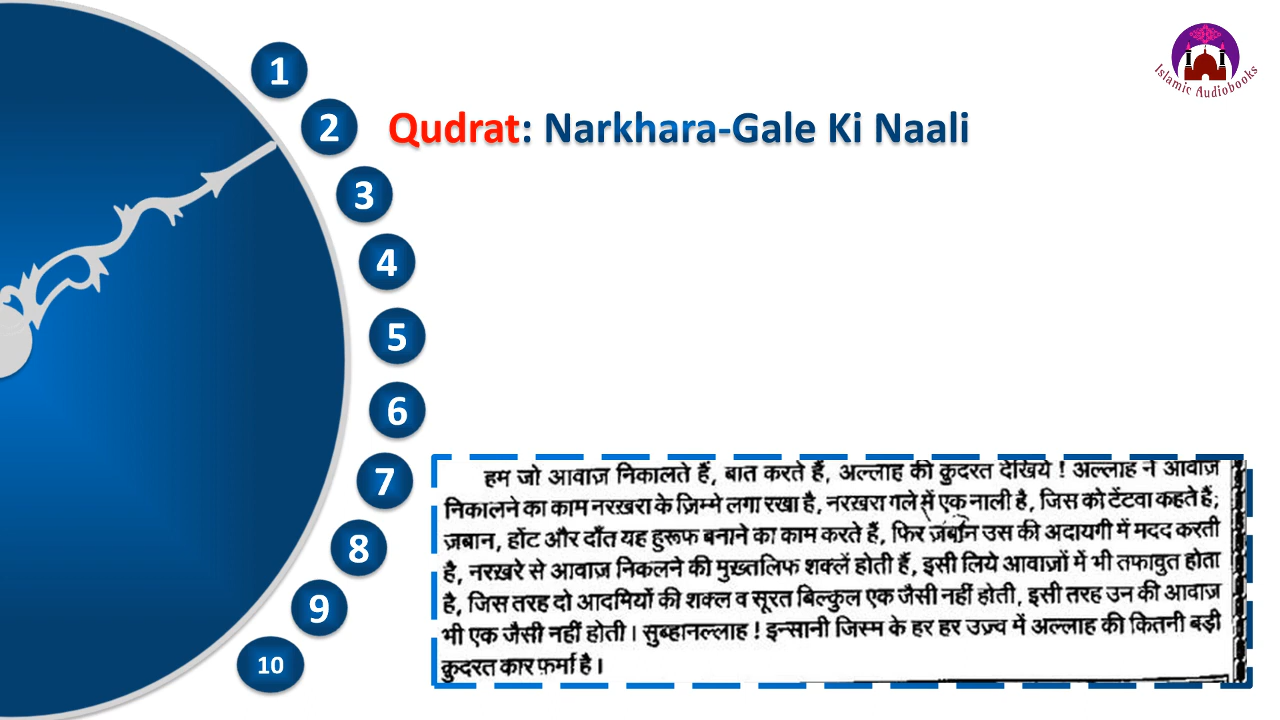 Islamic Audiobooks
1
2
Qudrat: Narkhara-Gale Ki Naali
3
4
5
6
7
8
9
10
हम जो आवाज़ निकालते हैं, बात करते हैं, अल्लाह की क़ुदरत देखिये ! अल्लाह ने आवाज़
निकालने का काम नरख़रा के ज़िम्मे लगा रखा है, नरख़रा गले में एक नाली है, जिस को टेंटवा कहते हैं;
ज़बान, होंट और दाँत यह हुरूफ बनाने का काम करते हैं, फिर ज़बान उस की अदायगी में मदद करती
है, नरख़रे से आवाज़ निकलने की मुख़्तलिफ शक्लें होती हैं, इसी लिये आवाज़ों में भी तफावुत होता
है, जिस तरह दो आदमियों की शक्ल व सूरत बिल्कुल एक जैसी नहीं होती, इसी तरह उन की आवाज़
भी एक जैसी नहीं होती । सुब्हानल्लाह ! इन्सानी जिस्म के हर हर उज़्व में अल्लाह की कितनी बड़ी
क़ुदरत कार फ़र्मा है ।